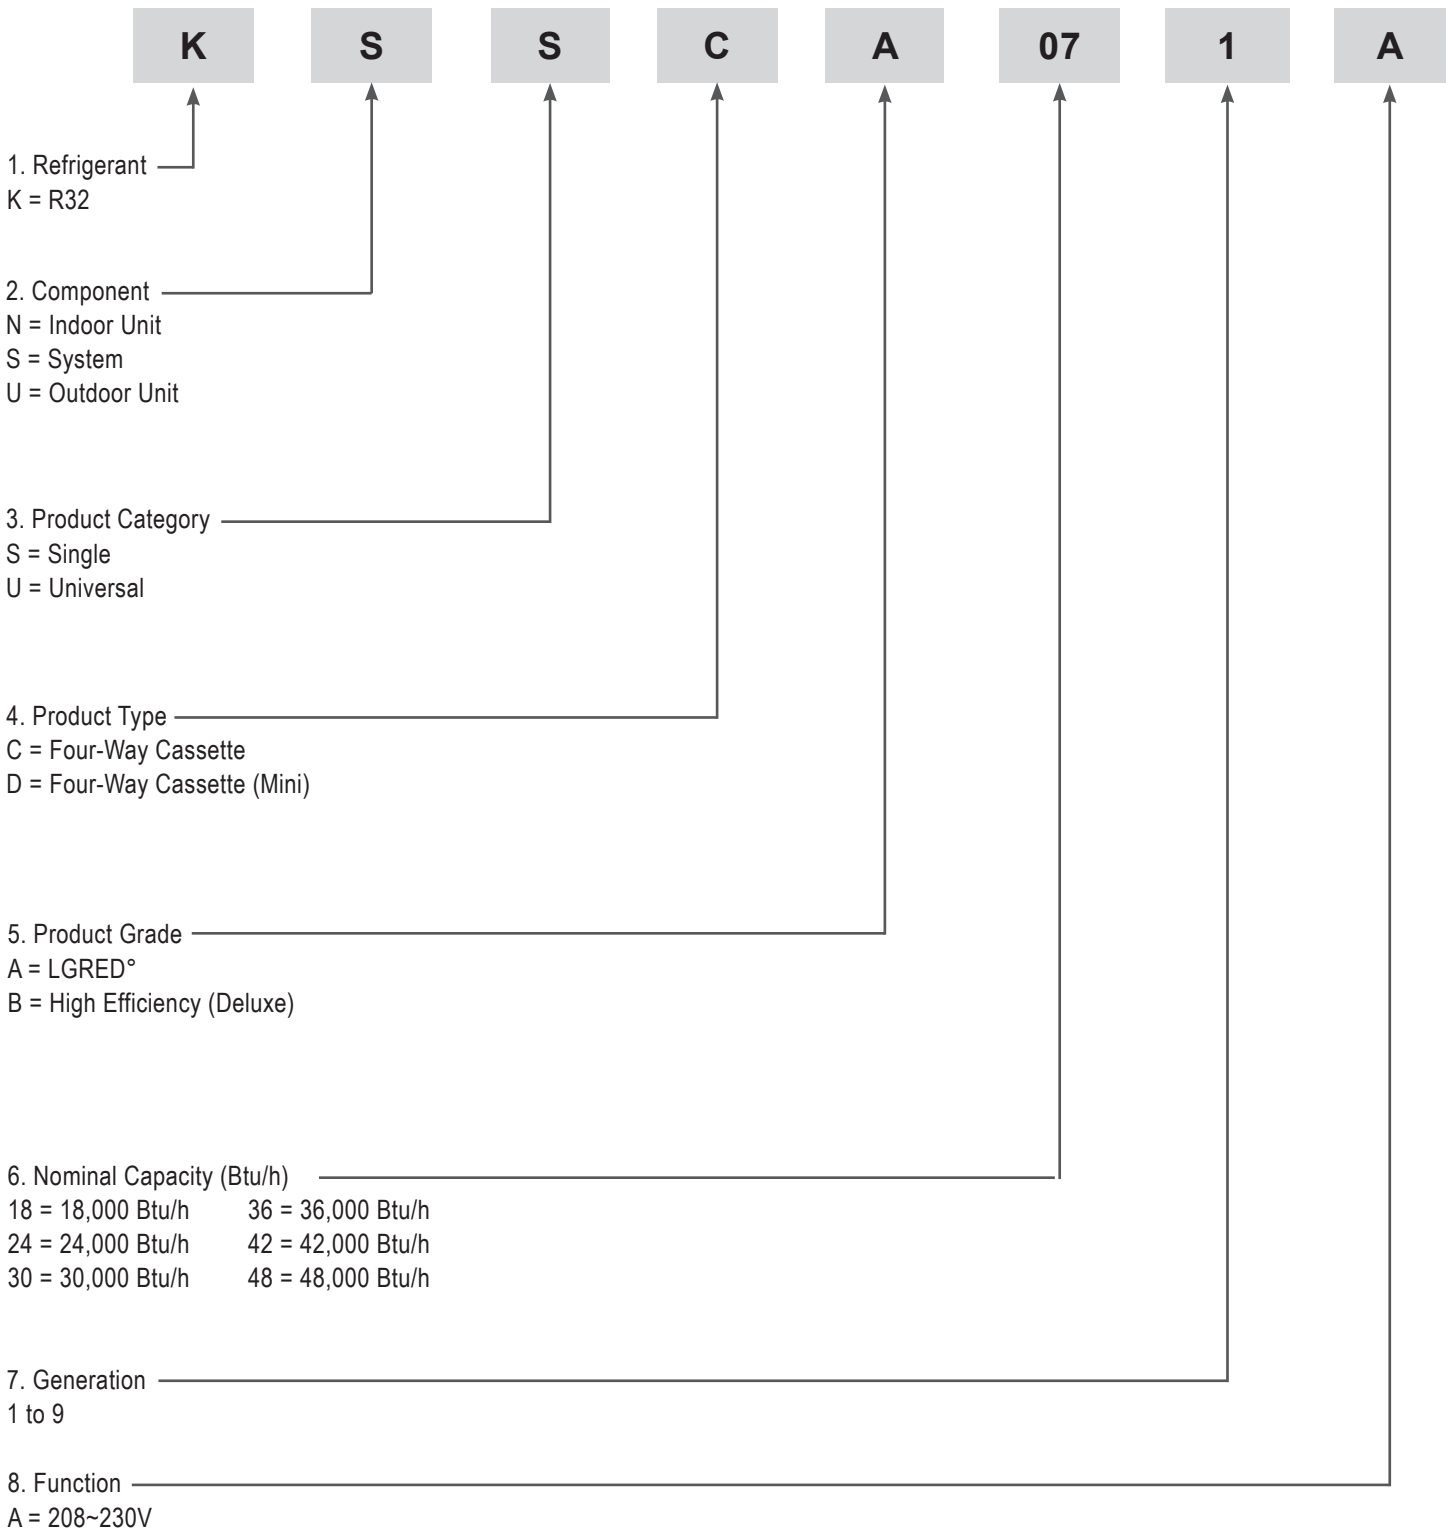 K S S C A 07 1 A
1. Refrigerant
K = R32
2. Component
N = Indoor Unit
S = System
U = Outdoor Unit
3. Product Category
S = Single
U = Universal
4. Product Type
C = Four-Way Cassette
D = Four-Way Cassette (Mini)
5. Product Grade
A = LGRED°
B = High Efficiency (Deluxe)
6. Nominal Capacity (Btu/h)
18 = 18,000 Btu/h 36 = 36,000 Btu/h
24 = 24,000 Btu/h 42 = 42,000 Btu/h
30 = 30,000 Btu/h 48 = 48,000 Btu/h
7. Generation
1 to 9
8. Function
A = 208~230V